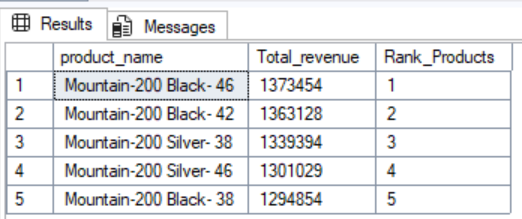 Results Messages
product_name Total_revenue Rank_Products
1 Mountain-200 Black- 46 1373454 1
2 Mountain-200 Black- 42 1363128 2
3 Mountain-200 Silver- 38 1339394 3
4 Mountain-200 Silver- 46 1301029 4
5 Mountain-200 Black- 38 1294854 5